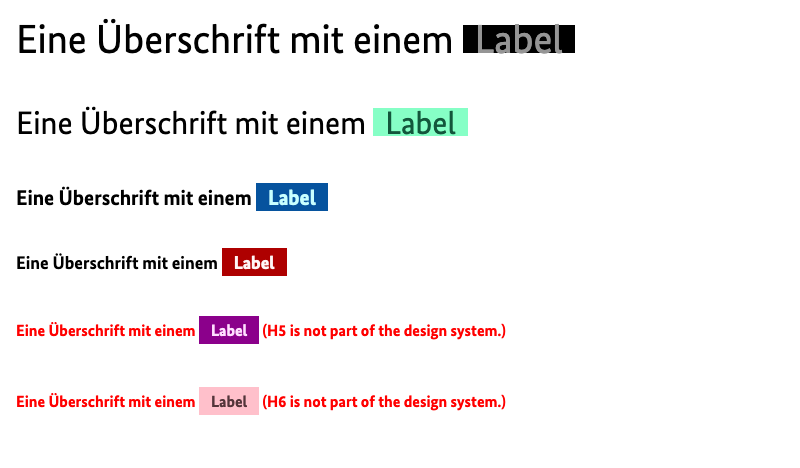 Eine Überschrift mit einem Label
Eine Überschrift mit einem Label
Eine Überschrift mit einem Label
Eine Überschrift mit einem Label
Eine Überschrift mit einem Label (H5 is not part of the design system.)
Eine Überschrift mit einem Label (H6 is not part of the design system.)